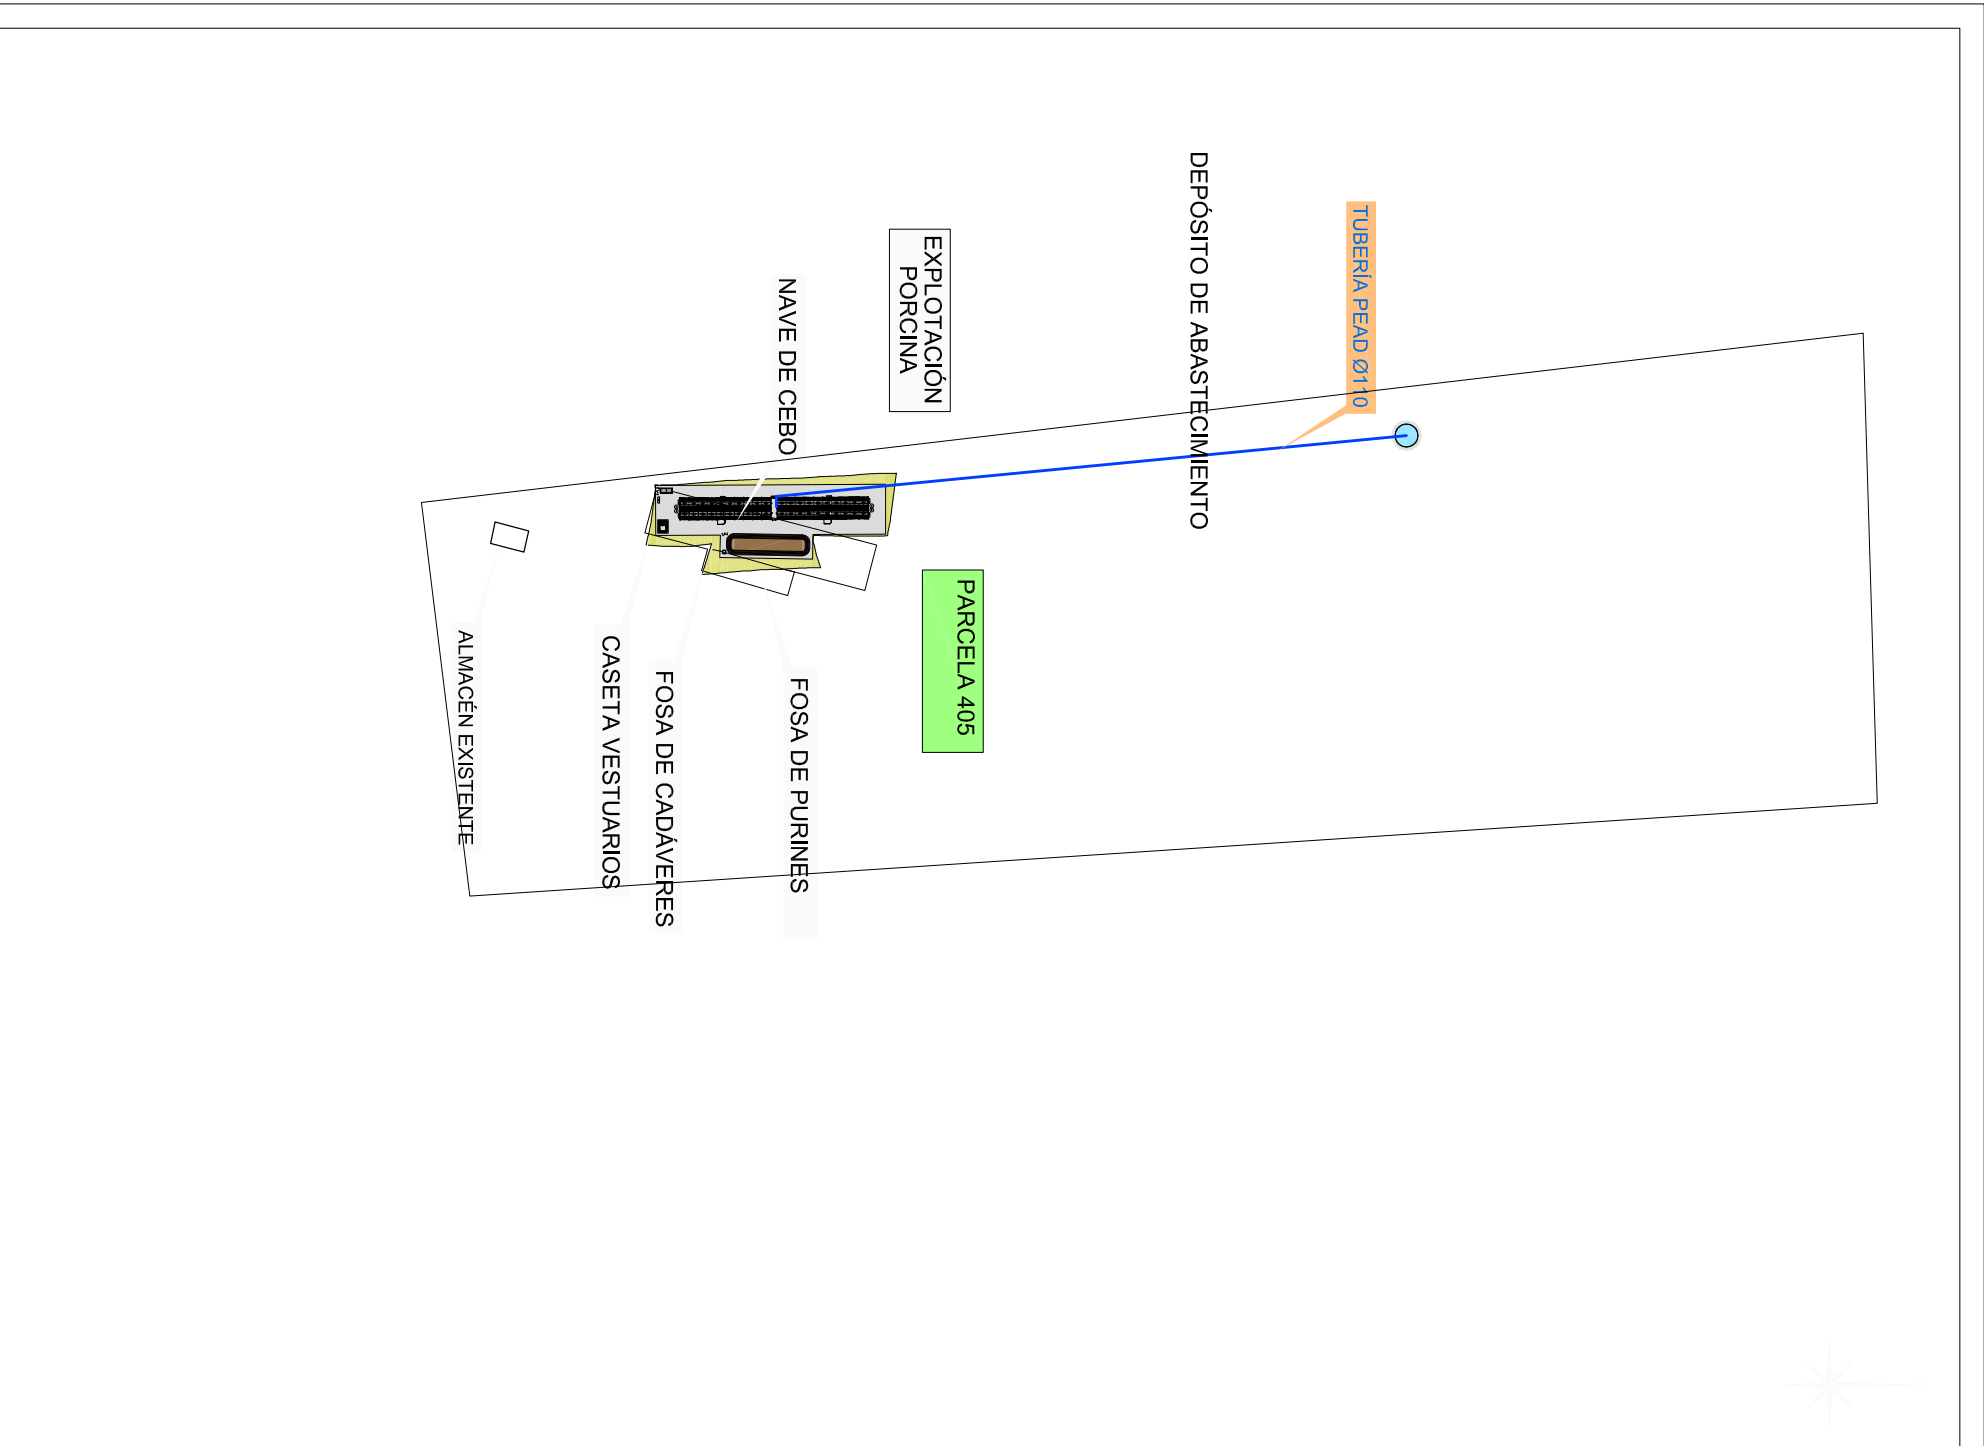 TUBERÍA PEAD Ø110
DEPÓSITO DE ABASTECIMIENTO
EXPLOTACIÓN
PORCINA
NAVE DE CEBO
PARCELA 405
FOSA DE PURINES
FOSA DE CADÁVERES
CASETA VESTUARIOS
ALMACÉN EXISTENTE